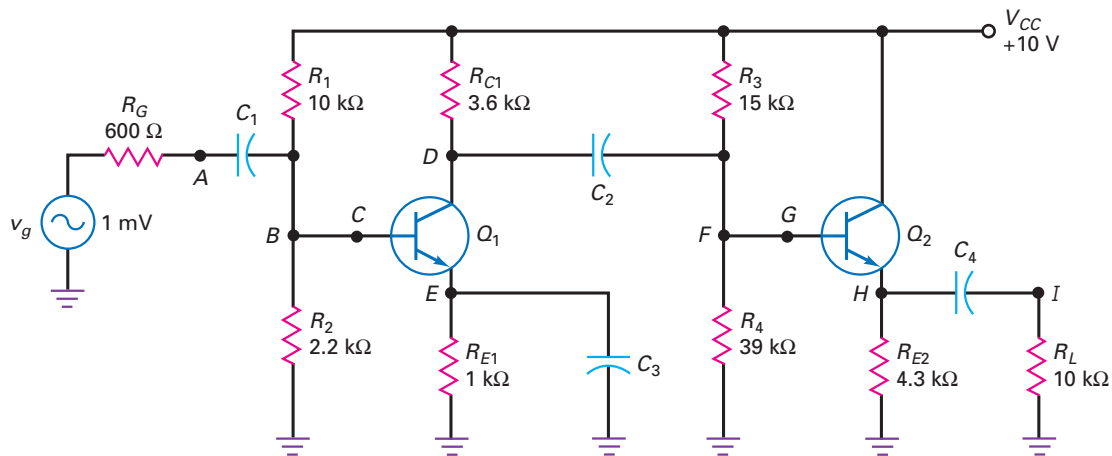 V_CC
+10 V
R_1
10 kΩ
R_C1
3.6 kΩ
R_3
15 kΩ
R_G
600 Ω
C_1
A
D
C_2
v_g
1 mV
B
C
Q_1
F
G
Q_2
C_4
E
H
I
R_2
2.2 kΩ
R_E1
1 kΩ
C_3
R_4
39 kΩ
R_E2
4.3 kΩ
R_L
10 kΩ